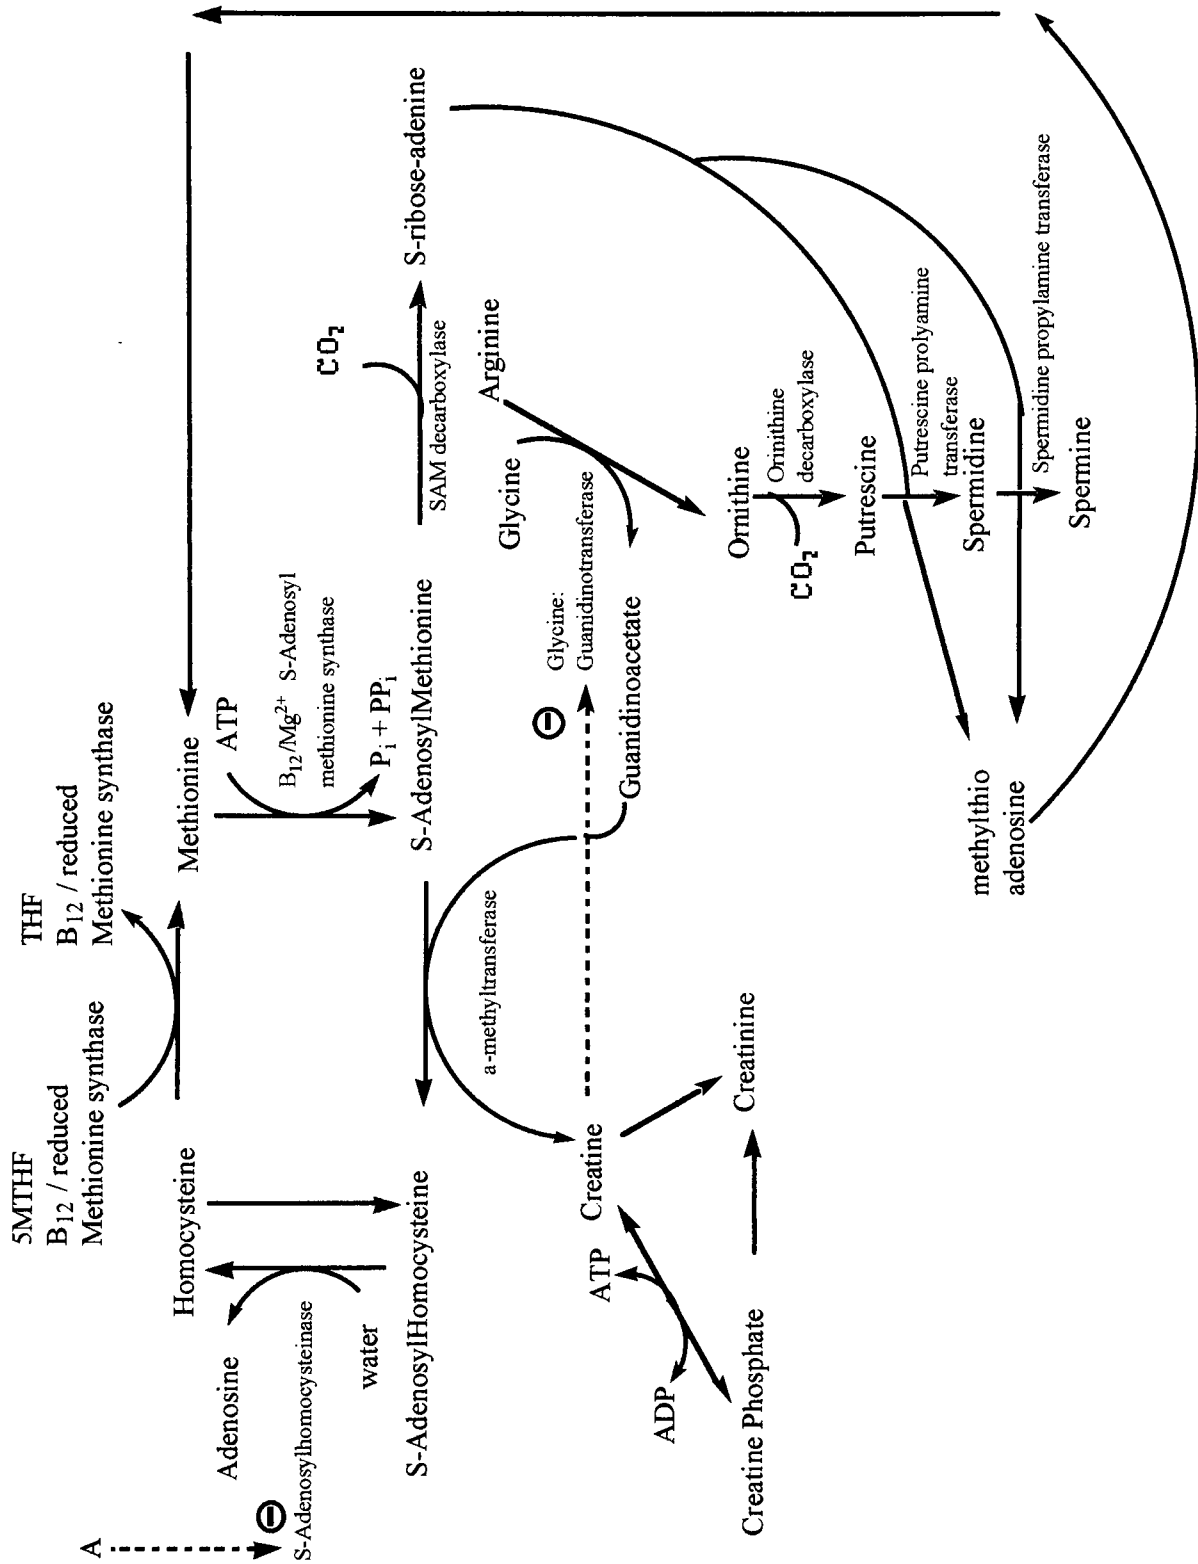 5MTHF
B12 / reduced
Methionine synthase
THF
B12 / reduced
Methionine synthase
Homocysteine
Methionine
A
Adenosine
S-Adenosylhomocysteinase
water
ATP
B12/Mg2+ S-Adenosyl
methionine synthase
Pi + PPi
CO2
S-AdenosylHomocysteine
S-AdenosylMethionine
SAM decarboxylase
S-ribose-adenine
a-methyltransferase
Glycine
Arginine
Glycine:
Guanidinotransferase
Creatine
Guanidinoacetate
ATP
ADP
Creatine Phosphate
Creatinine
Ornithine
Orinithine
decarboxylase
CO2
Putrescine
Putrescine prolyamine
transferase
Spermidine
Spermidine propylamine transferase
Spermine
methylthio
adenosine